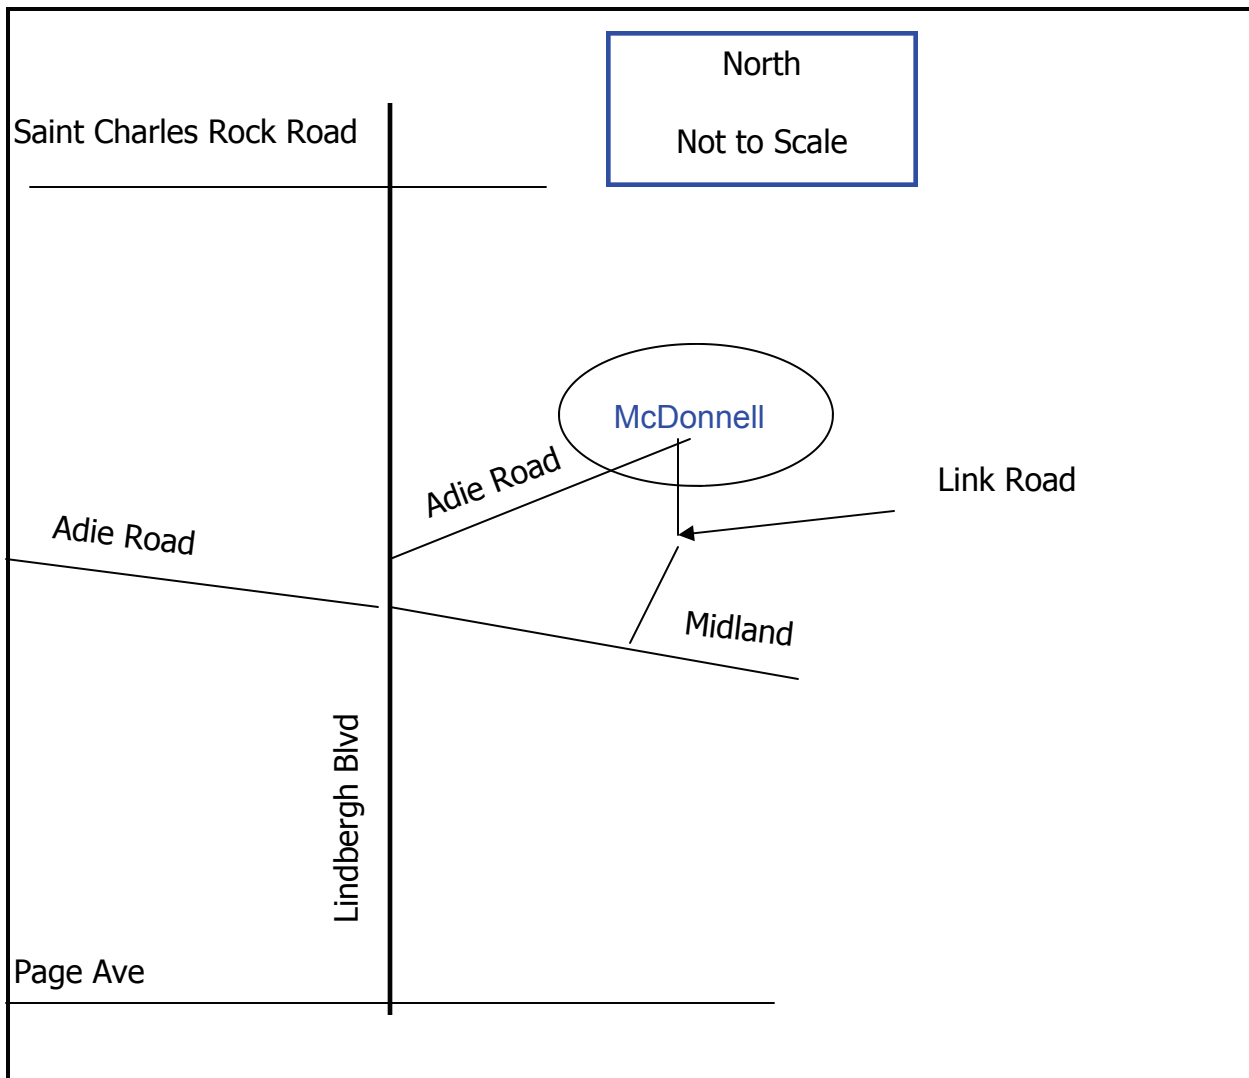 North
Not to Scale
Saint Charles Rock Road
McDonnell
Adie Road
Link Road
Adie Road
Midland
Lindbergh Blvd
Page Ave